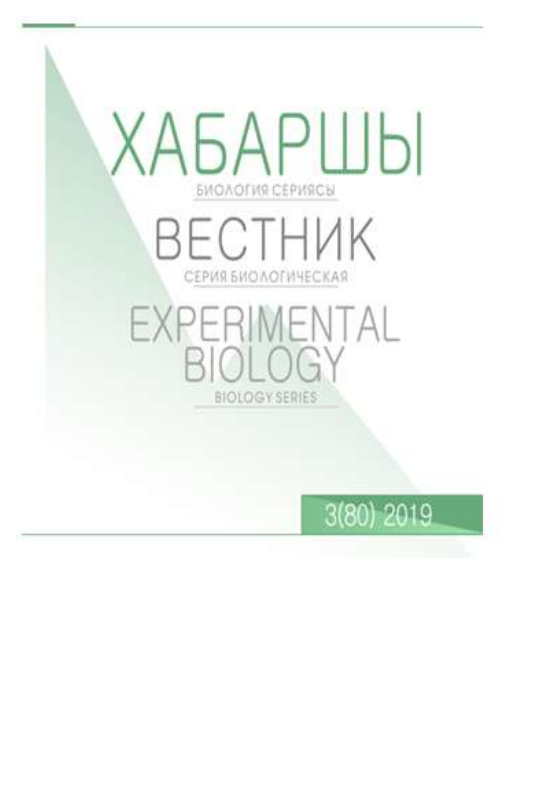 ХАБАРШЫ
БИОЛОГИЯ СЕРИЯСЫ
ВЕСТНИК
СЕРИЯ БИОЛОГИЧЕСКАЯ
EXPERIMENTAL
BIOLOGY
BIOLOGY SERIES
3(80) 2019